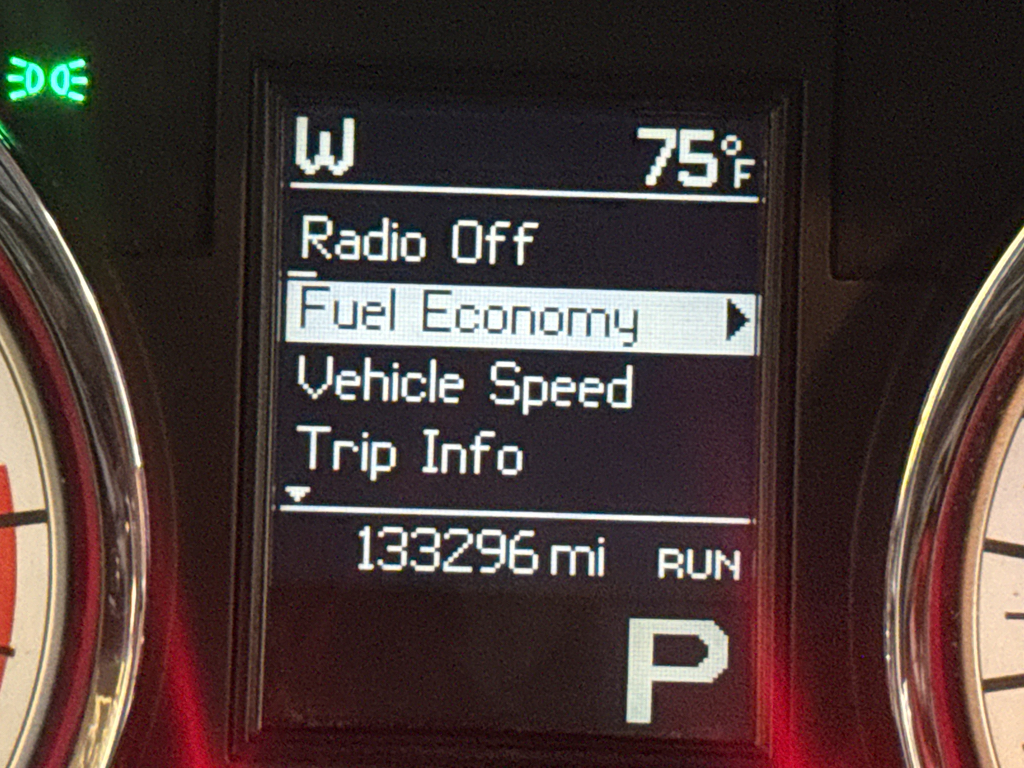 W 75°F
Radio Off
Fuel Economy
Vehicle Speed
Trip Info
133296 mi RUN
P